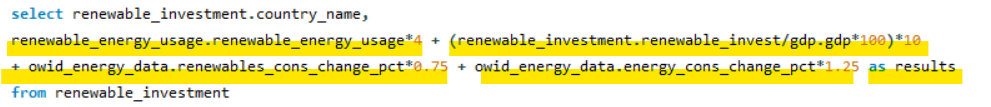 select renewable_investment.country_name,
renewable_energy_usage.renewable_energy_usage*4 + (renewable_investment.renewable_invest/gdp.gdp*100)*10
+ owid_energy_data.renewables_cons_change_pct*0.75 + owid_energy_data.energy_cons_change_pct*1.25 as results
from renewable_investment